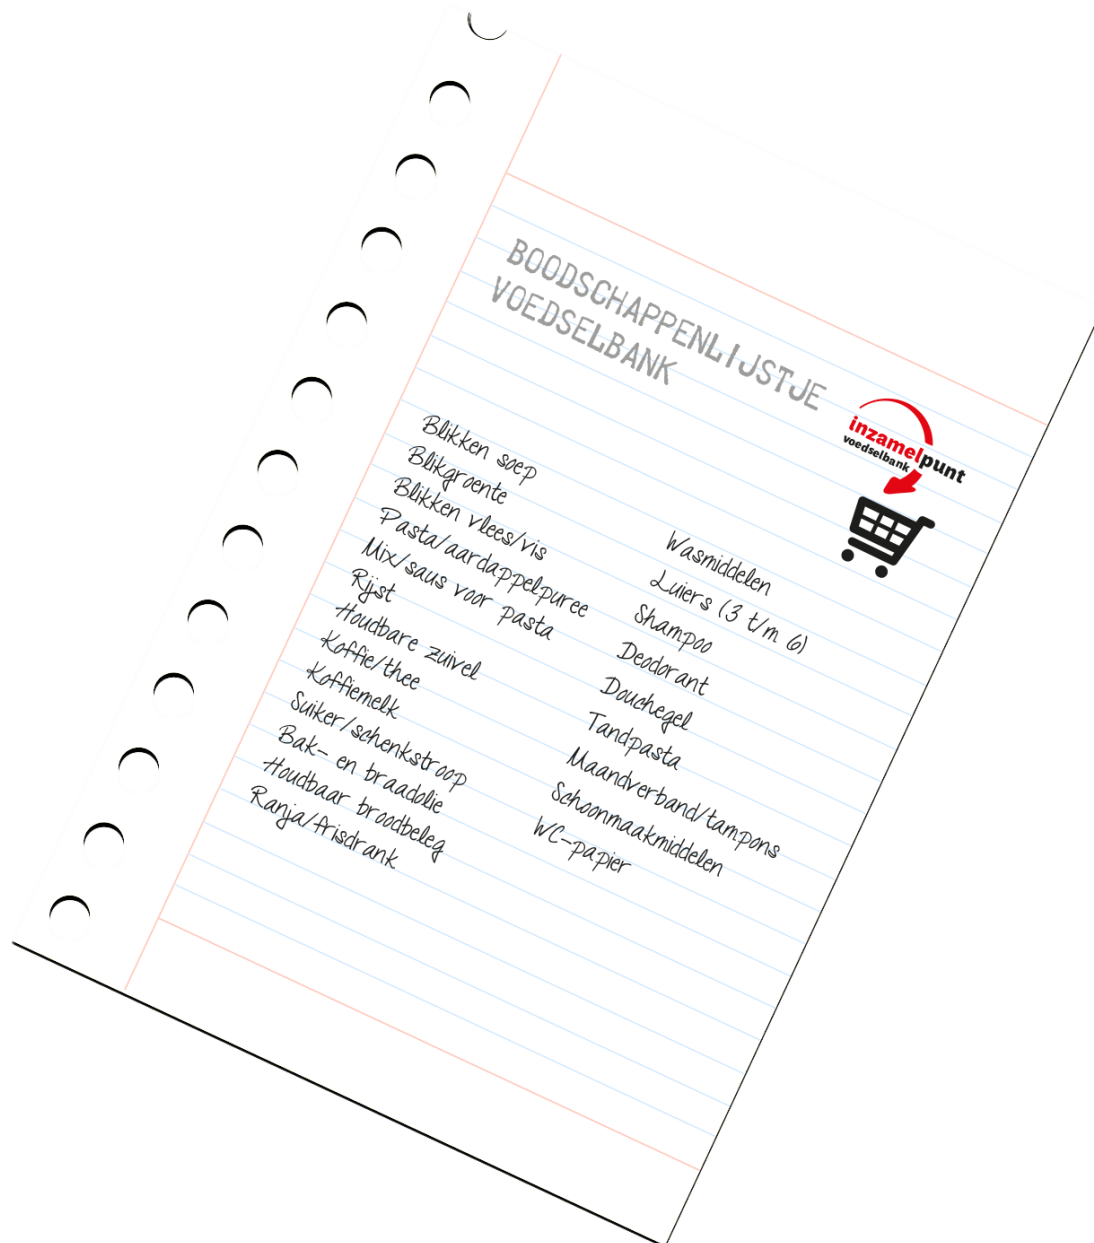 BOODSCHAPPENLIJSTJE
VOEDSELBANK
inzamelpunt
voedselbank
Blikken soep
Blikgroente
Blikken vlees/vis
Pasta/aardappelpuree
Mix/saus voor pasta
Rijst
Houdbare zuivel
Koffie/thee
Koffiemelk
Suiker/schenkstroop
Bak- en braadolie
Houdbaar broodbeleg
Ranja/frisdrank
Wasmiddelen
Luiers (3 t/m 6)
Shampoo
Deodorant
Douchegel
Tandpasta
Maandverband/tampons
Schoonmaakmiddelen
WC-papier